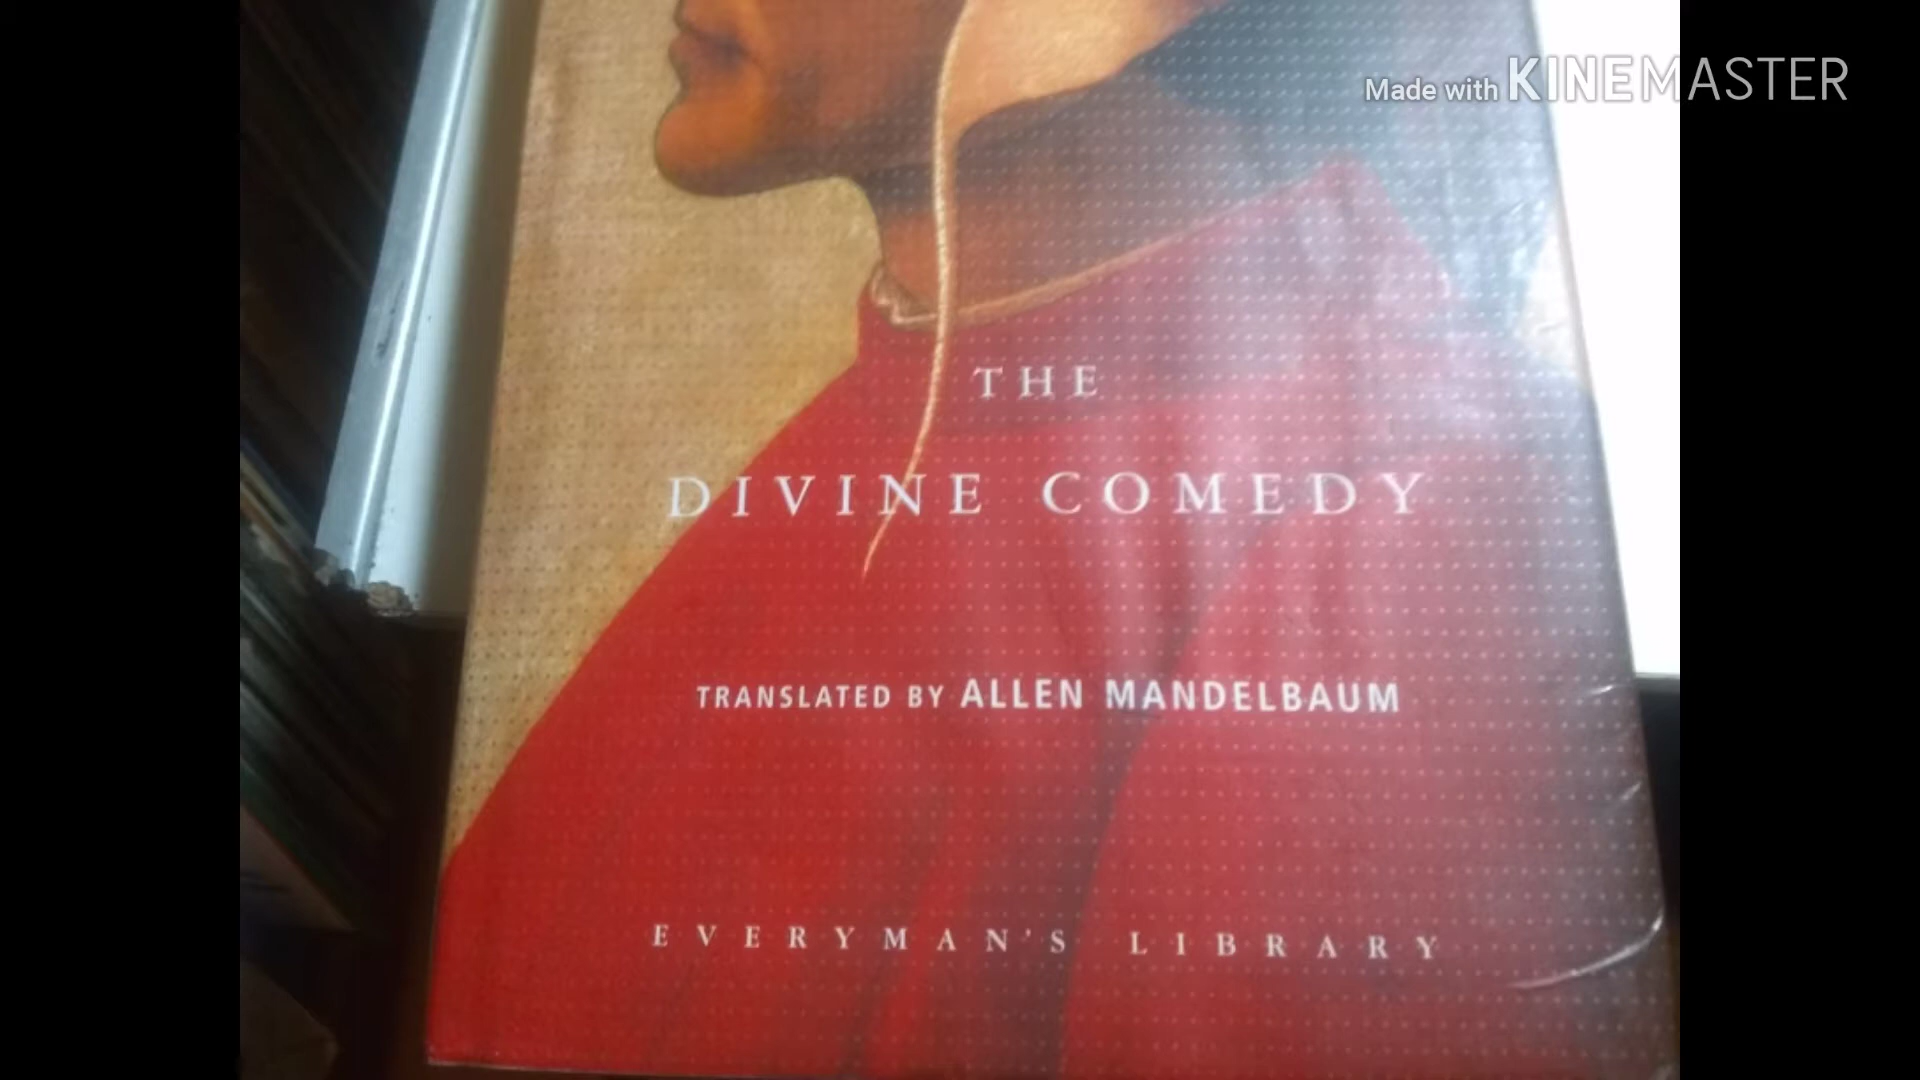 Made with KINEMASTER
THE
DIVINE COMEDY
TRANSLATED BY ALLEN MANDELBAUM
EVERYMAN'S LIBRARY